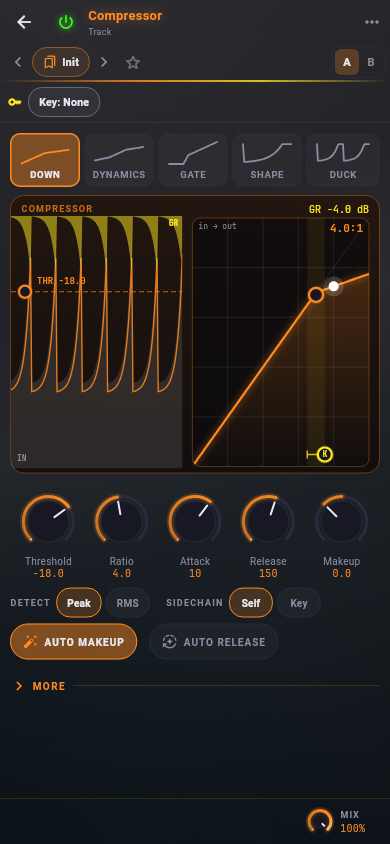 Compressor
Track
Init
A B
Key: None
DOWN DYNAMICS GATE SHAPE DUCK
COMPRESSOR GR -4.0 dB
GR
in → out 4.0:1
THR -18.0
IN
K
Threshold Ratio Attack Release Makeup
-18.0 4.0 10 150 0.0
DETECT Peak RMS SIDECHAIN Self Key
AUTO MAKEUP AUTO RELEASE
MORE
MIX
100%